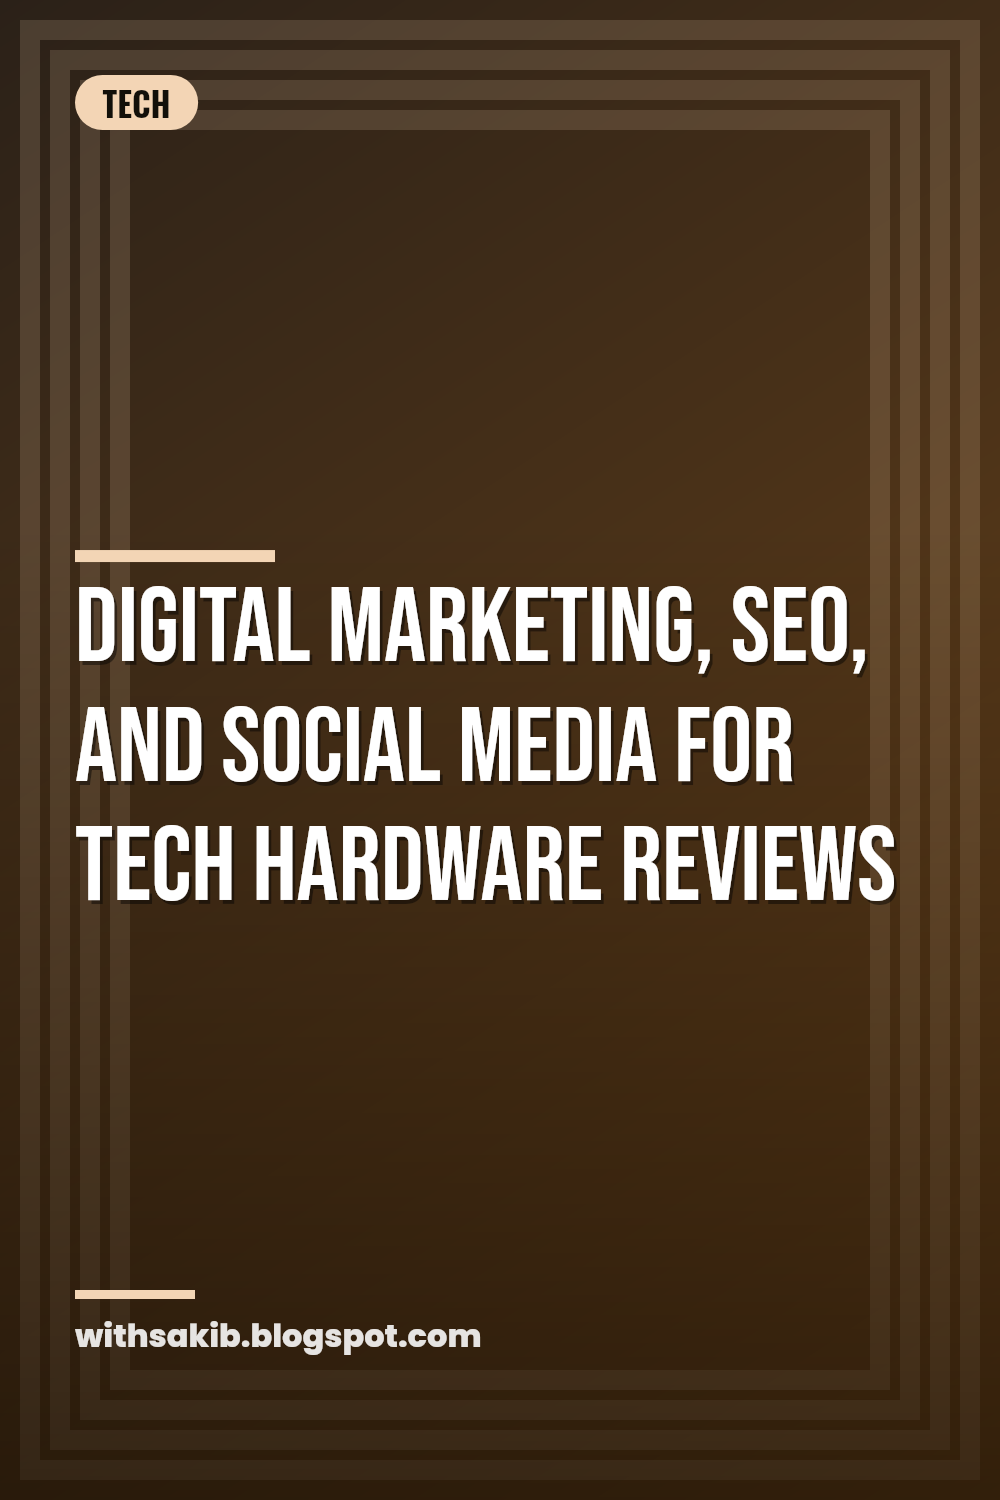 TECH
DIGITAL MARKETING, SEO,
AND SOCIAL MEDIA FOR
TECH HARDWARE REVIEWS
withsakib.blogspot.com